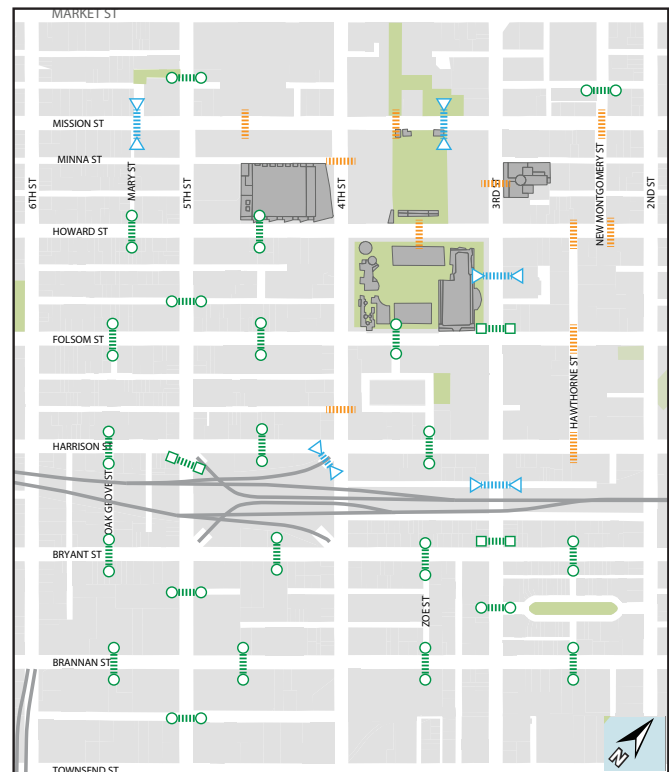 MARKET ST
MISSION ST
MINNA ST
6TH ST
MARY ST
5TH ST
4TH ST
3RD ST
NEW MONTGOMERY ST
2ND ST
HOWARD ST
FOLSOM ST
HAWTHORNE ST
HARRISON ST
OAK GROVE ST
BRYANT ST
ZOE ST
BRANNAN ST
TOWNSEND ST
N